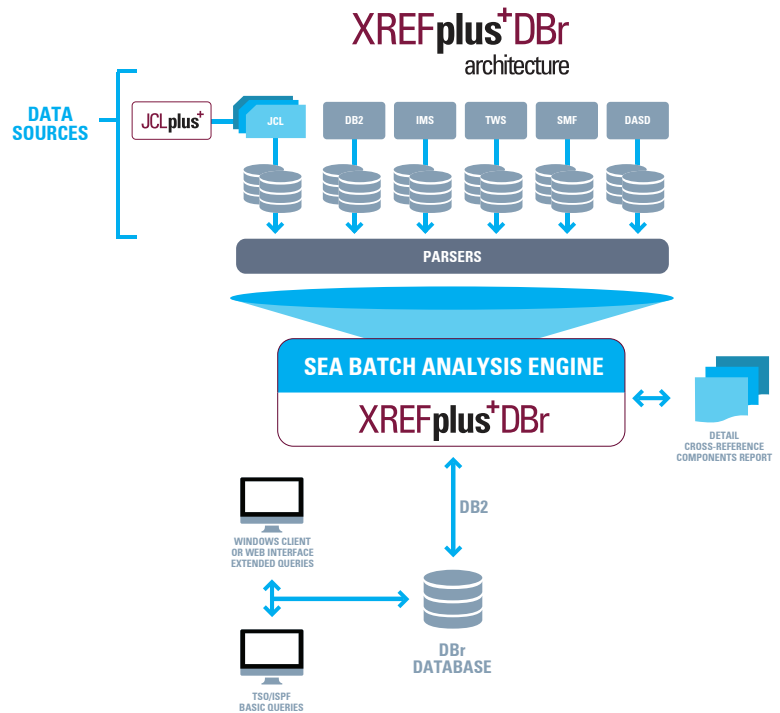 XREFplus+DBr
architecture
DATA
SOURCES
JCLplus+
JCL
DB2
IMS
TWS
SMF
DASD
PARSERS
SEA BATCH ANALYSIS ENGINE
XREFplus+DBr
DETAIL
CROSS-REFERENCE
COMPONENTS REPORT
DB2
WINDOWS CLIENT
OR WEB INTERFACE
EXTENDED QUERIES
DBr
DATABASE
TSO/ISPF
BASIC QUERIES